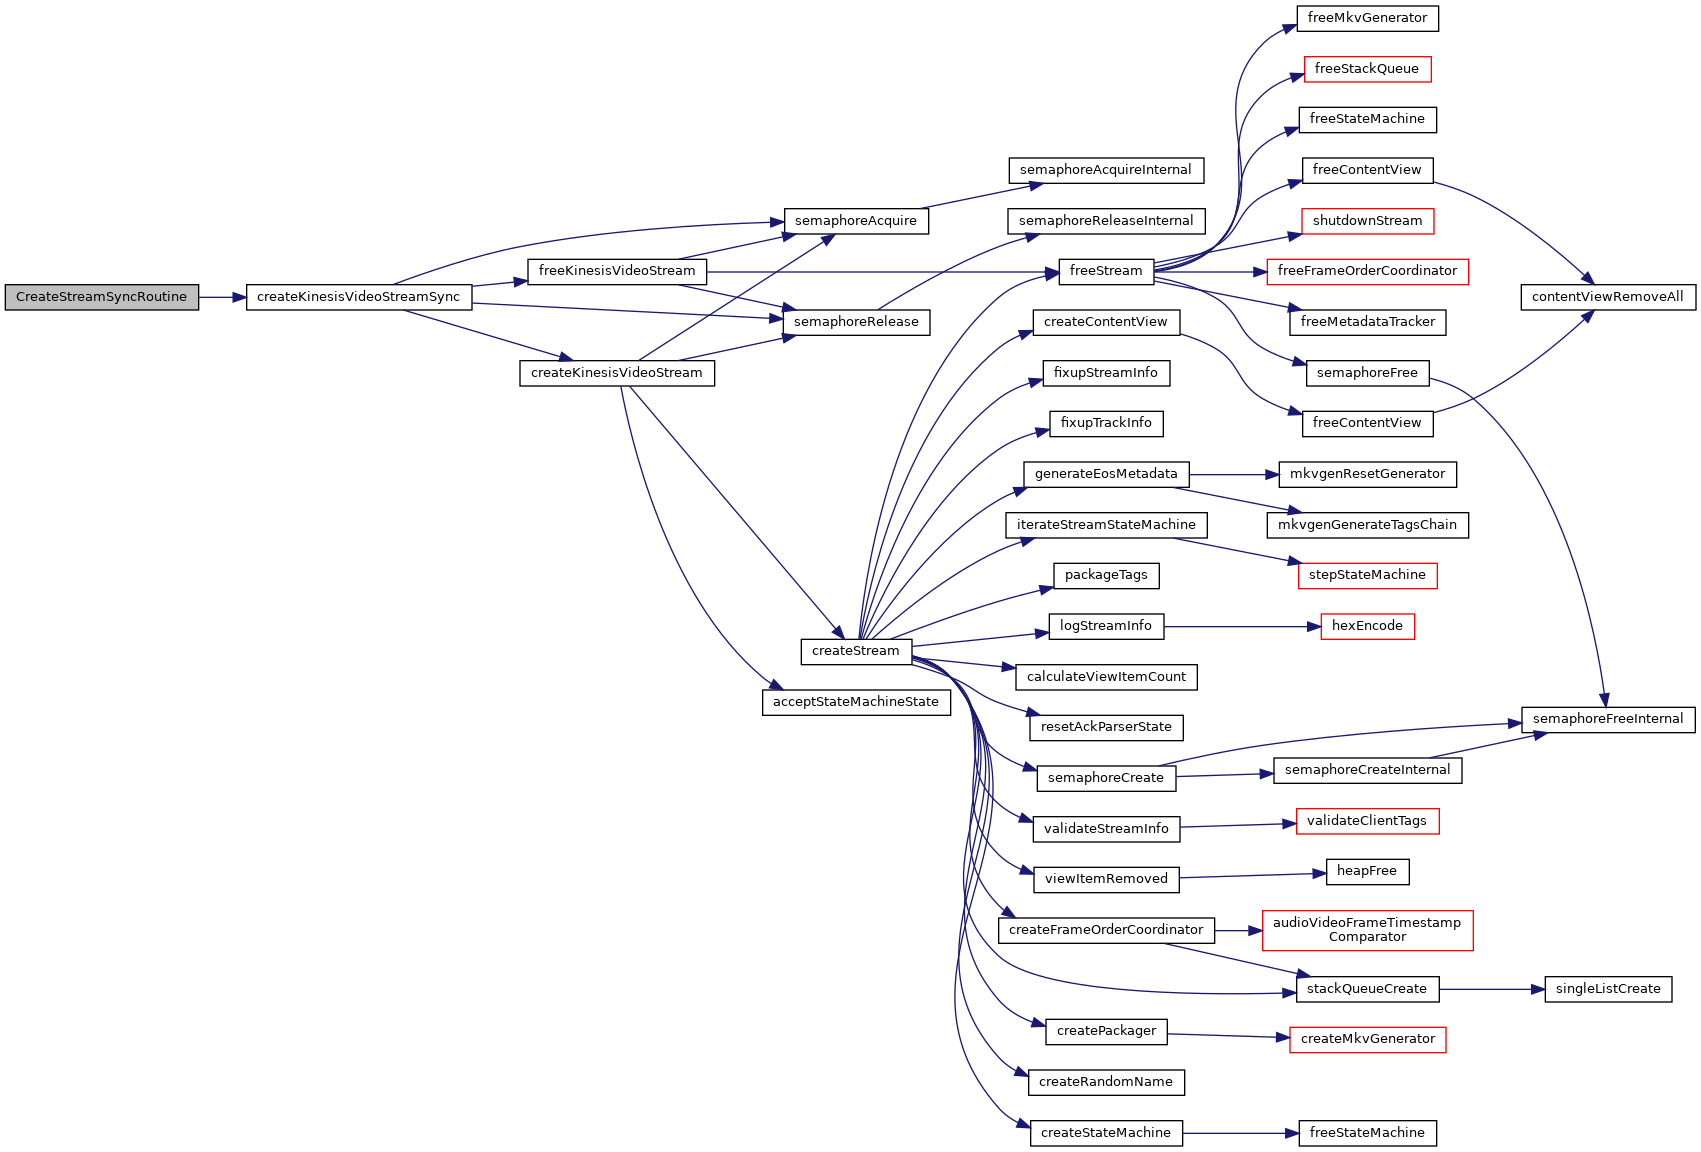 CreateStreamSyncRoutine
createKinesisVideoStreamSync
freeKinesisVideoStream
createKinesisVideoStream
semaphoreAcquire
semaphoreRelease
createStream
acceptStateMachineState
semaphoreAcquireInternal
semaphoreReleaseInternal
freeStream
createContentView
fixupStreamInfo
fixupTrackInfo
generateEosMetadata
iterateStreamStateMachine
packageTags
logStreamInfo
calculateViewItemCount
resetAckParserState
semaphoreCreate
validateStreamInfo
viewItemRemoved
createFrameOrderCoordinator
createPackager
createRandomName
createStateMachine
freeMkvGenerator
freeStackQueue
freeStateMachine
freeContentView
shutdownStream
freeFrameOrderCoordinator
freeMetadataTracker
semaphoreFree
freeContentView
mkvgenResetGenerator
mkvgenGenerateTagsChain
stepStateMachine
hexEncode
semaphoreCreateInternal
validateClientTags
heapFree
audioVideoFrameTimestamp
Comparator
stackQueueCreate
createMkvGenerator
freeStateMachine
contentViewRemoveAll
semaphoreFreeInternal
singleListCreate